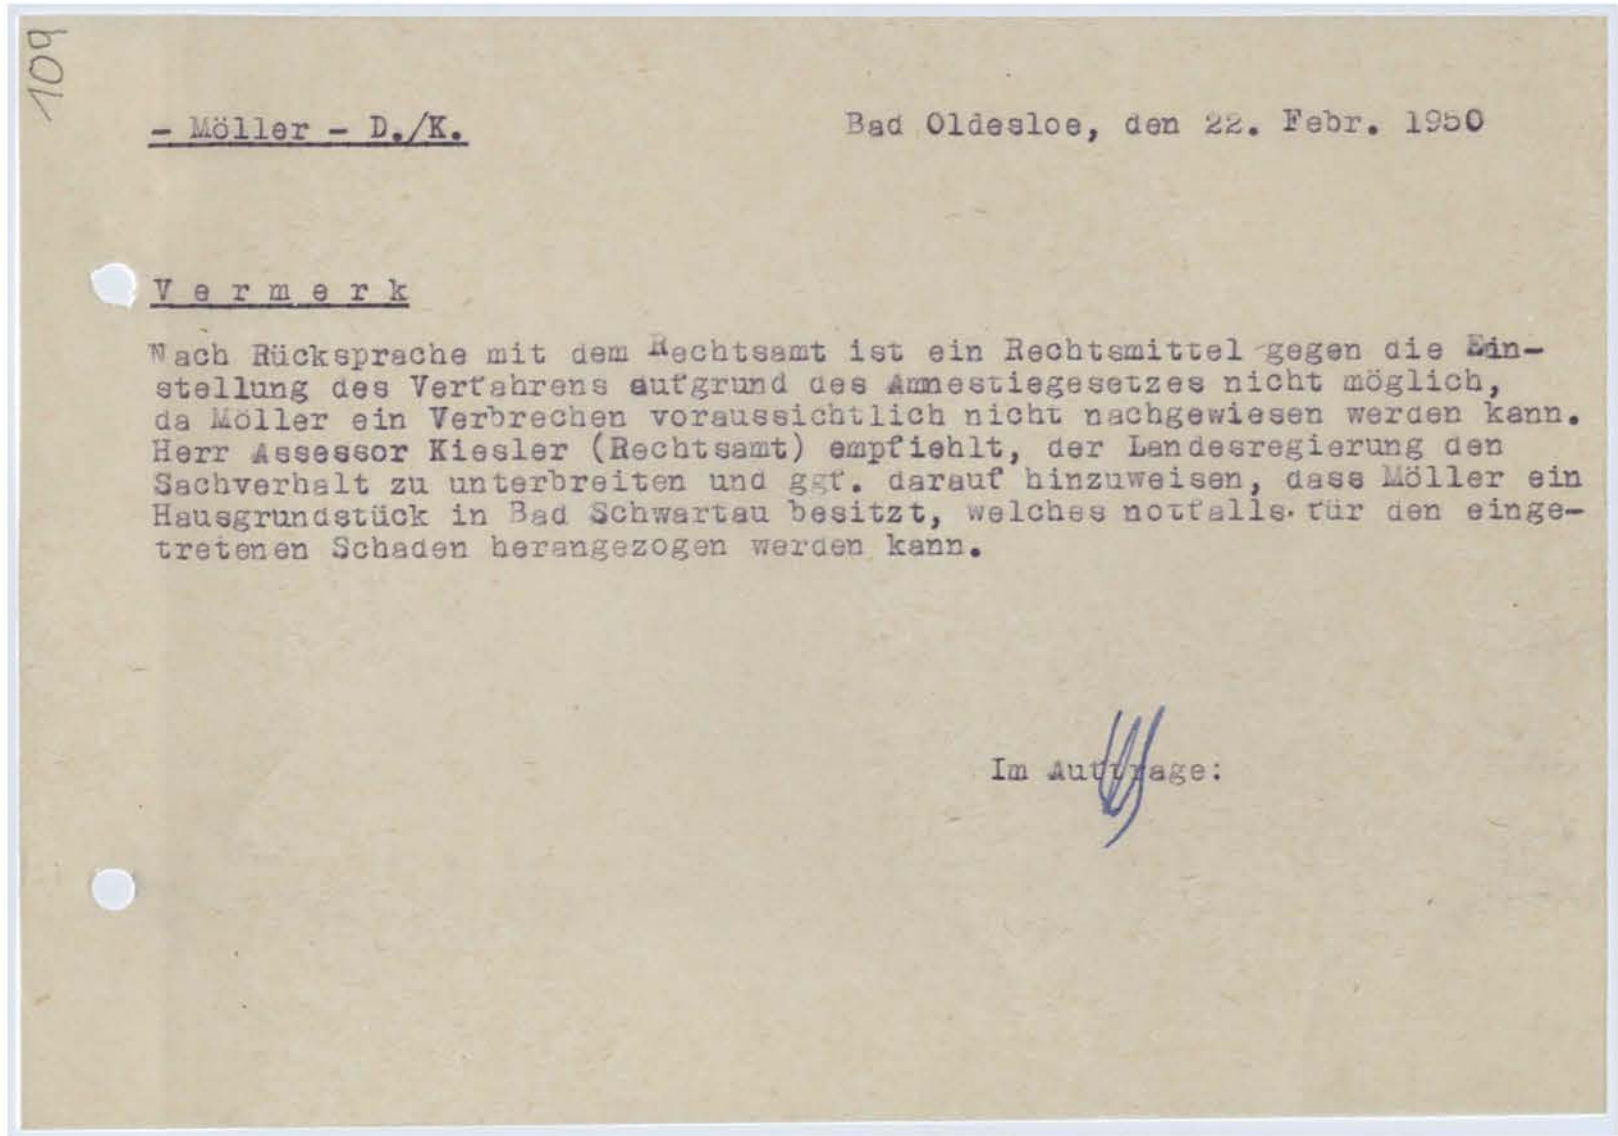 109
- Möller - D./K.
Bad Oldesloe, den 22. Febr. 1950
V e r m e r k
Nach Rücksprache mit dem Rechtsamt ist ein Rechtsmittel gegen die Ein-
stellung des Verfahrens aufgrund des Amnestiegesetzes nicht möglich,
da Möller ein Verbrechen voraussichtlich nicht nachgewiesen werden kann.
Herr Assessor Kiesler (Rechtsamt) empfiehlt, der Landesregierung den
Sachverhalt zu unterbreiten und ggf. darauf hinzuweisen, dass Möller ein
Hausgrundstück in Bad Schwartau besitzt, welches notfalls für den einge-
tretenen Schaden herangezogen werden kann.
Im Auftrage: